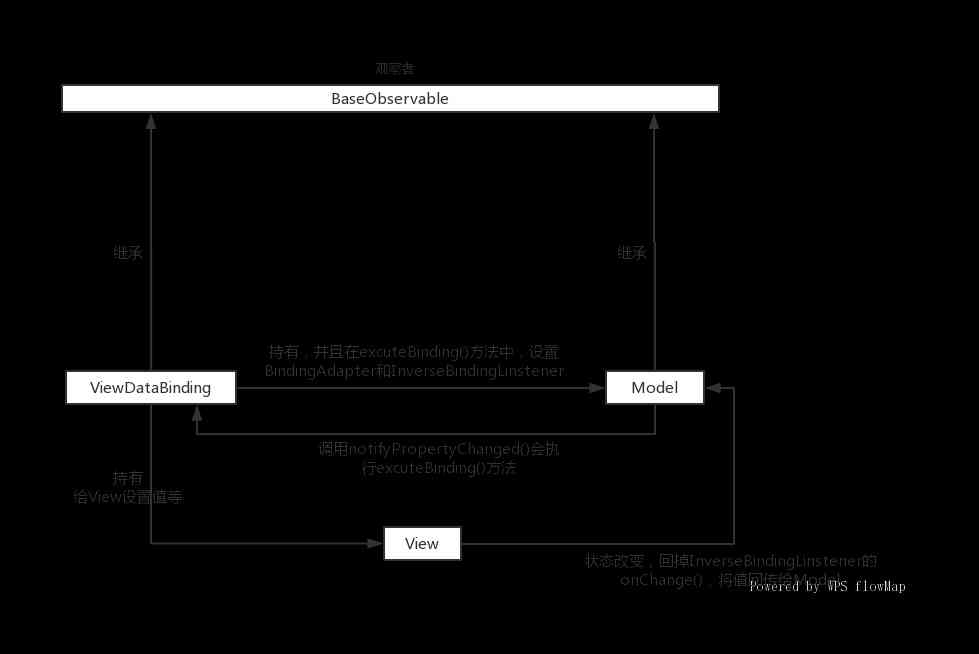 观察者
BaseObservable
继承
继承
持有，并且在excuteBinding()方法中，设置
BindingAdapter和InverseBindingLinstener
ViewDataBinding
Model
调用notifyPropertyChanged()会执
行excuteBinding()方法
持有
给View设置值等
View
状态改变，回掉InverseBindingLinstener的
onChange()，将值回传给Model
Powered by WPS flowMap